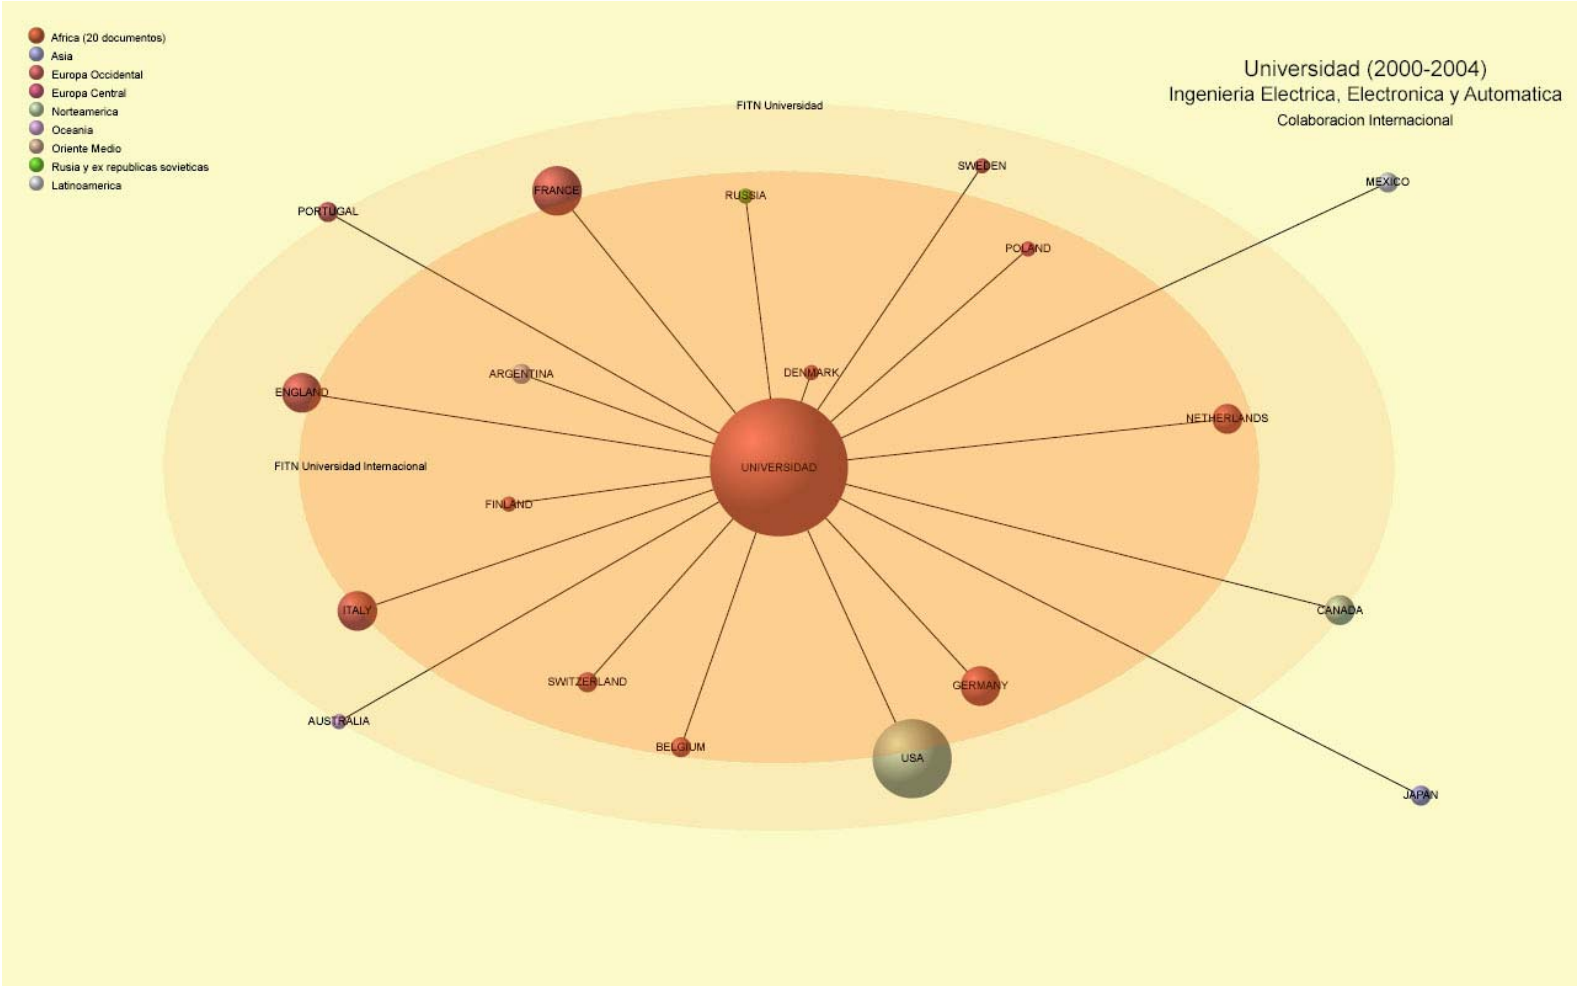 Africa (20 documentos)
Asia
Europa Occidental
Europa Central
Norteamerica
Oceania
Oriente Medio
Rusia y ex republicas sovieticas
Latinoamerica
Universidad (2000-2004)
Ingenieria Electrica, Electronica y Automatica
Colaboracion Internacional
FITN Universidad
SWEDEN
MEXICO
FRANCE
RUSSIA
PORTUGAL
POLAND
DENMARK
ARGENTINA
ENGLAND
NETHERLANDS
FITN Universidad Internacional
UNIVERSIDAD
FINLAND
ITALY
CANADA
SWITZERLAND
GERMANY
AUSTRALIA
BELGIUM
USA
JAPAN